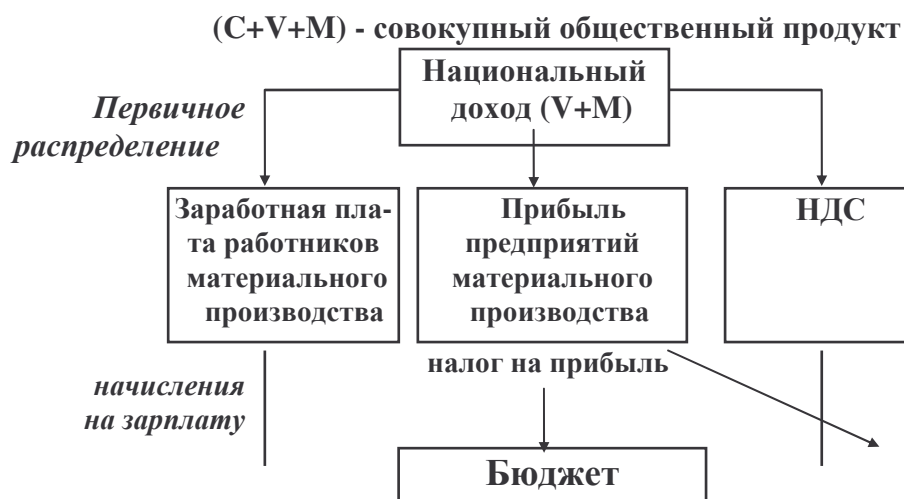 (C+V+M) - совокупный общественный продукт
Национальный
доход (V+M)
Первичное
распределение
Заработная пла-
та работников
материального
производства
Прибыль
предприятий
материального
производства
НДС
налог на прибыль
начисления
на зарплату
Бюджет